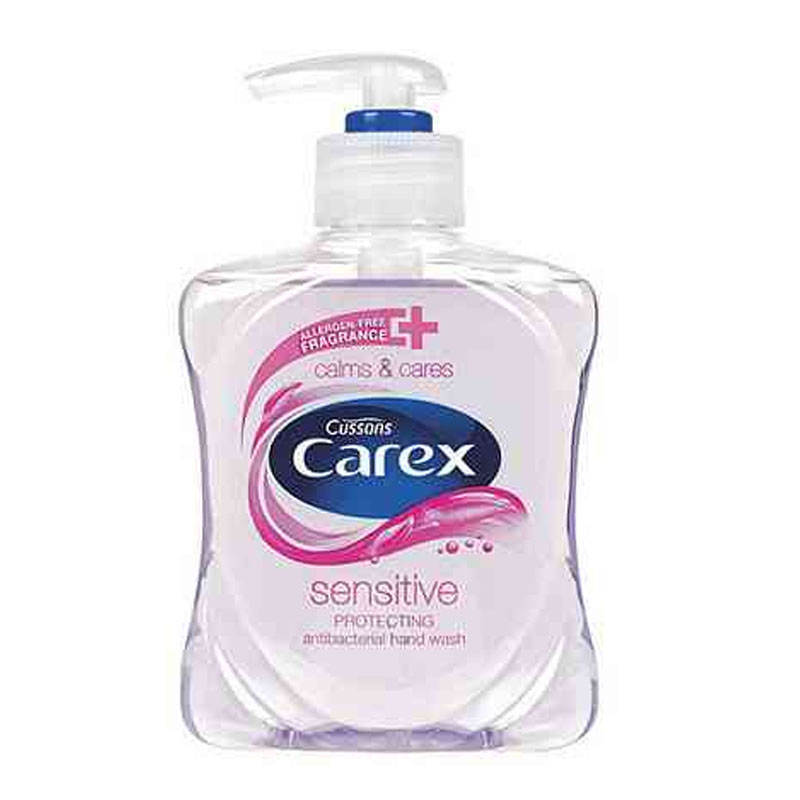 ALLERGEN-FREE
FRAGRANCE
calms & cares
Cussons
Carex
sensitive
PROTECTING
antibacterial hand wash